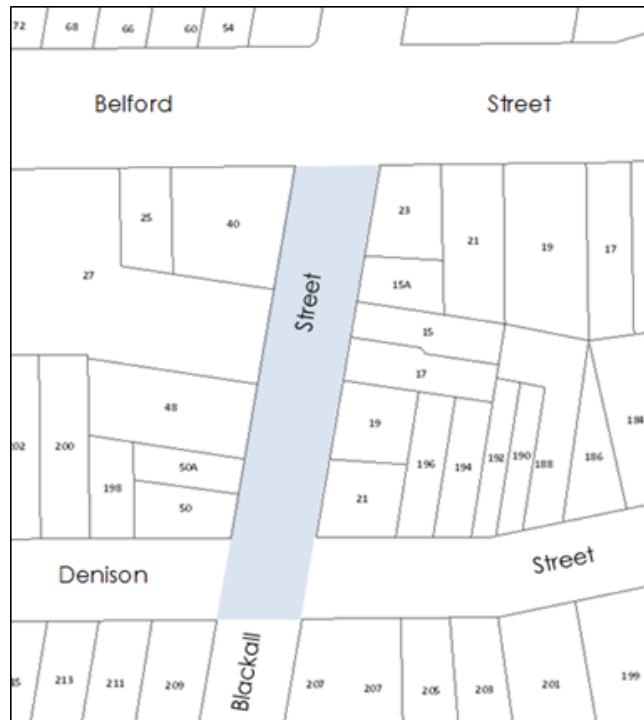 72 68 66 60 54
Belford Street
25 40 23 21 19 17
27
15A
Street
15
17
48 19
202 200 50A 196 194 192 190 188 186 184
198 50 21
Denison Street
15 213 211 209 Blackall 207 207 205 203 201 199